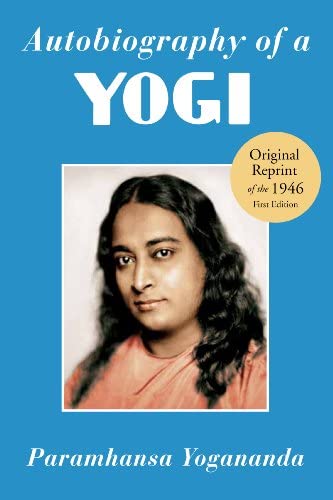 Autobiography of a
YOGI
Original
Reprint
of the 1946
First Edition
Paramhansa Yogananda